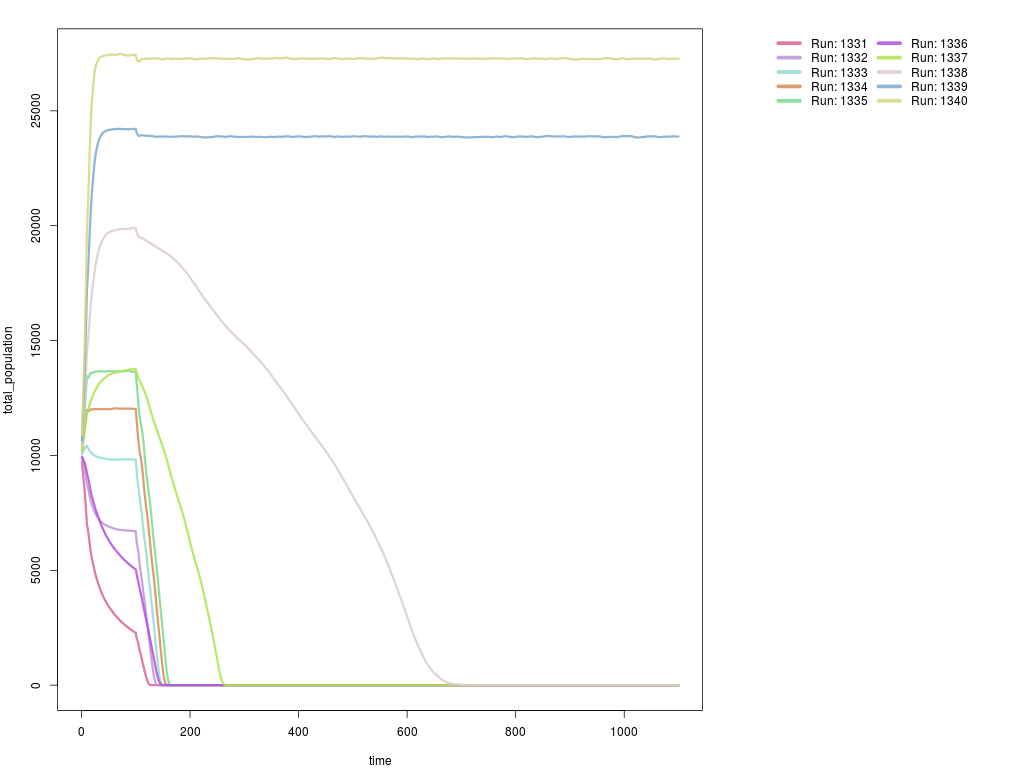 Run: 1331
Run: 1332
Run: 1333
Run: 1334
Run: 1335
Run: 1336
Run: 1337
Run: 1338
Run: 1339
Run: 1340
total_population
25000
20000
15000
10000
5000
0
0 200 400 600 800 1000
time